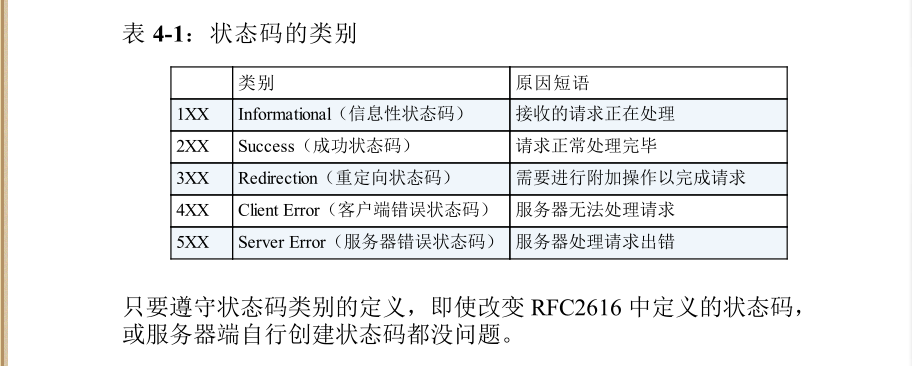 表 4-1：状态码的类别
类别 原因短语
1XX Informational（信息性状态码） 接收的请求正在处理
2XX Success（成功状态码） 请求正常处理完毕
3XX Redirection（重定向状态码） 需要进行附加操作以完成请求
4XX Client Error（客户端错误状态码） 服务器无法处理请求
5XX Server Error（服务器错误状态码） 服务器处理请求出错
只要遵守状态码类别的定义，即使改变 RFC2616 中定义的状态码，
或服务器端自行创建状态码都没问题。